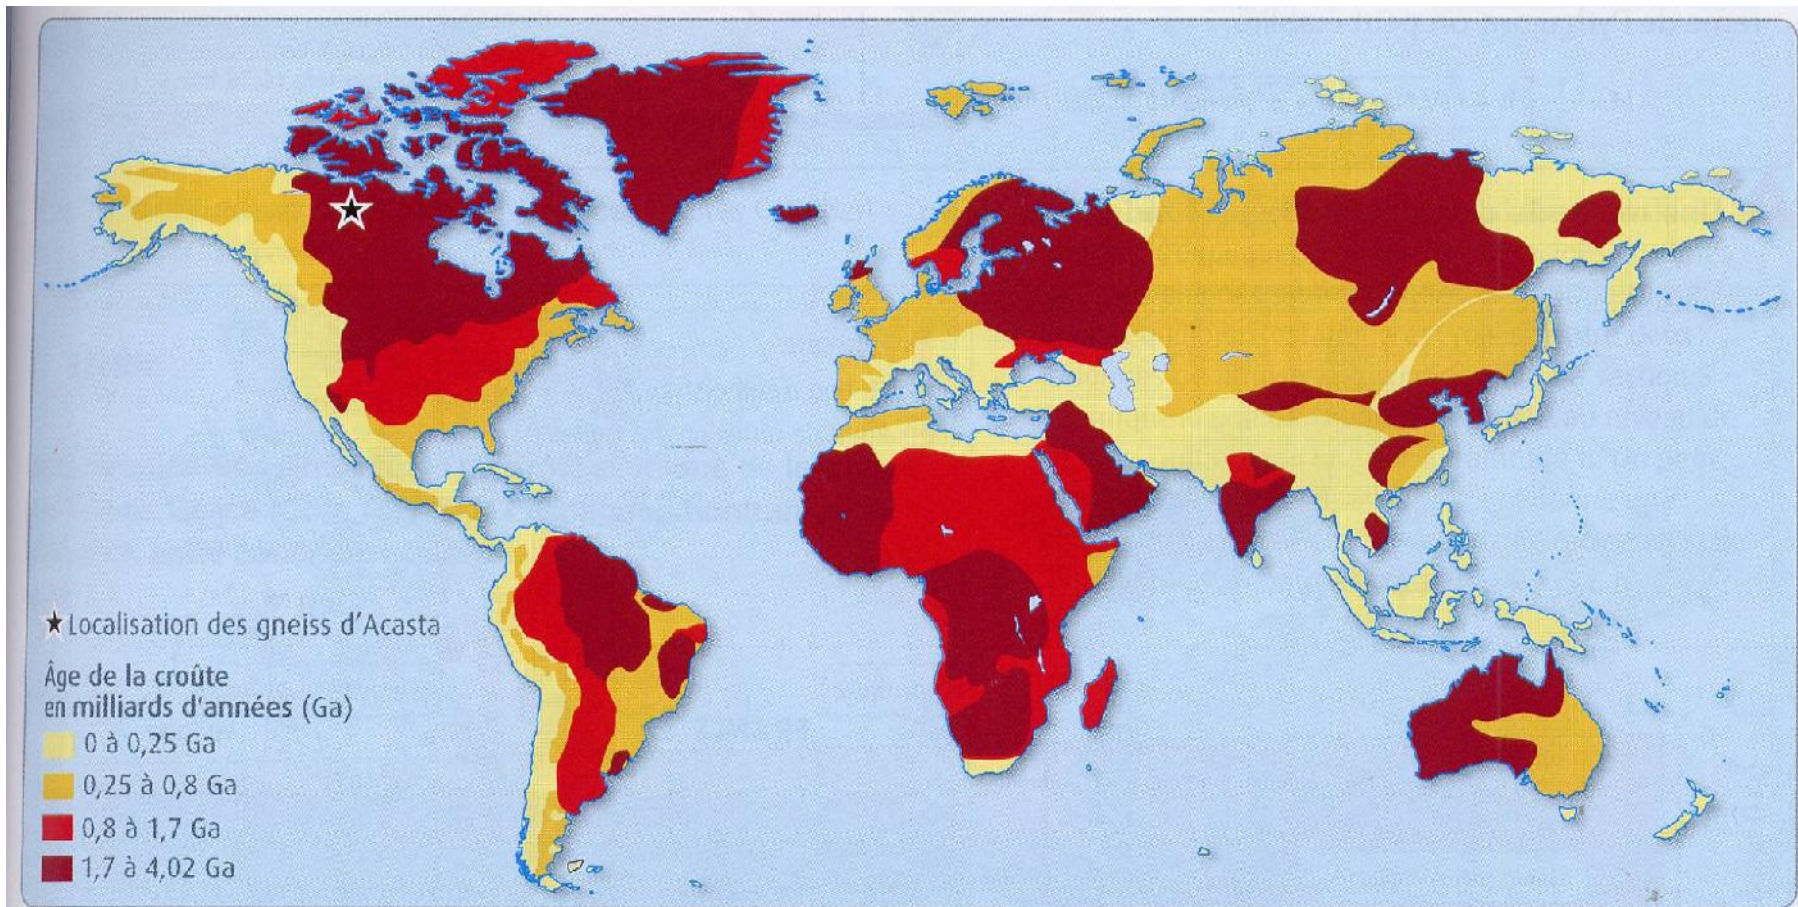 Localisation des gneiss d'Acasta
Âge de la croûte
en milliards d'années (Ga)
0 à 0,25 Ga
0,25 à 0,8 Ga
0,8 à 1,7 Ga
1,7 à 4,02 Ga